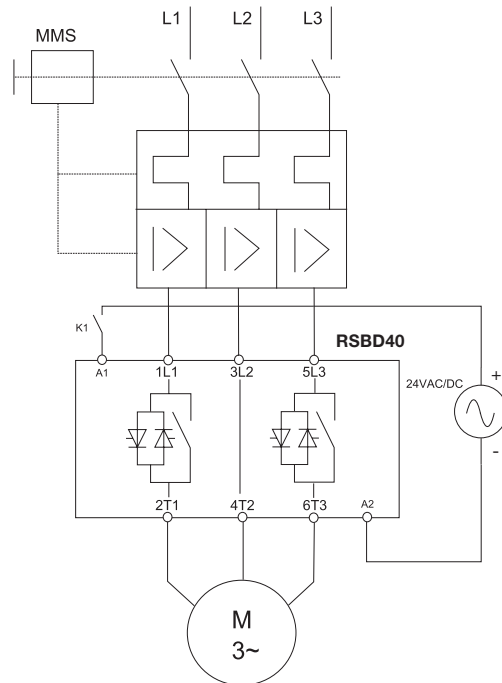 L1 L2 L3
MMS
K1
RSBD40
A1 1L1 3L2 5L3
24VAC/DC
+
-
2T1 4T2 6T3 A2
M
3~